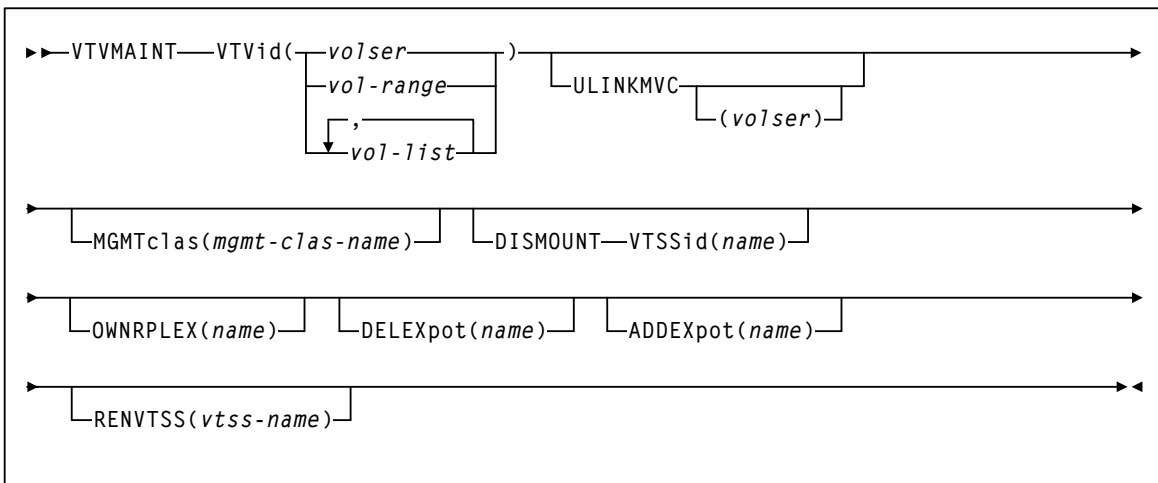 VTVMAINT VTVid( volser )
vol-range ULINKMVC
, (volser)
vol-list
MGMTclas(mgmt-clas-name) DISMOUNT VTSSid(name)
OWNRPLEX(name) DELEXpot(name) ADDEXpot(name)
RENVTSS(vtss-name)